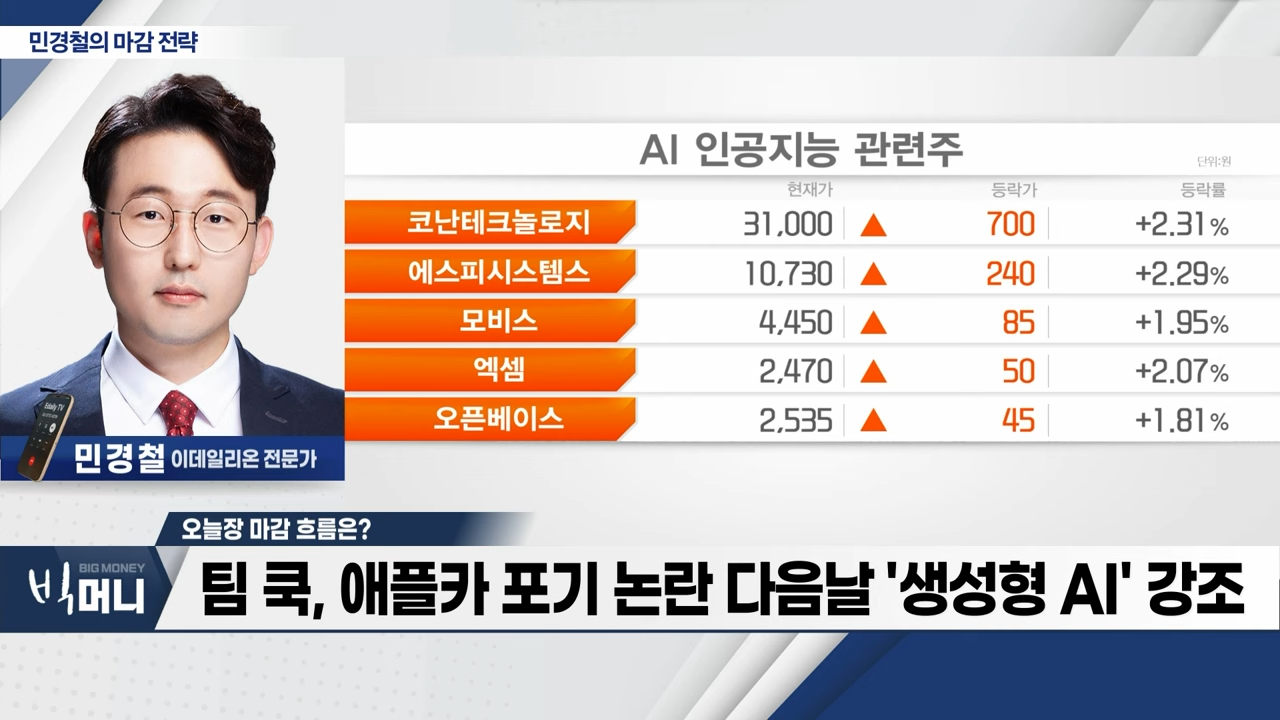 민경철의 마감 전략
AI 인공지능 관련주
단위:원
현재가 등락가 등락률
코난테크놀로지 31,000 ▲ 700 +2.31%
에스피시스템스 10,730 ▲ 240 +2.29%
모비스 4,450 ▲ 85 +1.95%
엑셈 2,470 ▲ 50 +2.07%
오픈베이스 2,535 ▲ 45 +1.81%
Edaily TV
민경철 이데일리온 전문가
오늘장 마감 흐름은?
BIG MONEY
빅머니
팀 쿡, 애플카 포기 논란 다음날 '생성형 AI' 강조